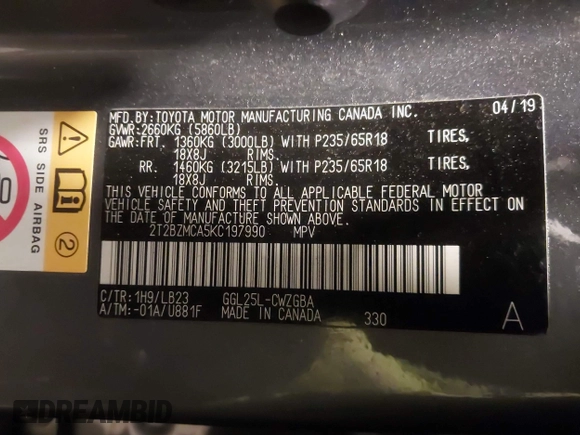 MFD.BY:TOYOTA MOTOR MANUFACTURING CANADA INC. 04/19
GVWR:2660KG (5860LB)
GAWR:FRT. 1360KG (3000LB) WITH P235/65R18 TIRES,
18X8J RIMS.
RR. 1460KG (3215LB) WITH P235/65R18 TIRES,
18X8J RIMS.
THIS VEHICLE CONFORMS TO ALL APPLICABLE FEDERAL MOTOR
VEHICLE SAFETY AND THEFT PREVENTION STANDARDS IN EFFECT ON
THE DATE OF MANUFACTURE SHOWN ABOVE.
2T2BZMCA5KC197990 MPV
C/TR:1H9/LB23 GGL25L-CWZGBA
A/TM:-01A/U881F MADE IN CANADA 330 A
SRS SIDE AIRBAG
2
DREAMBID